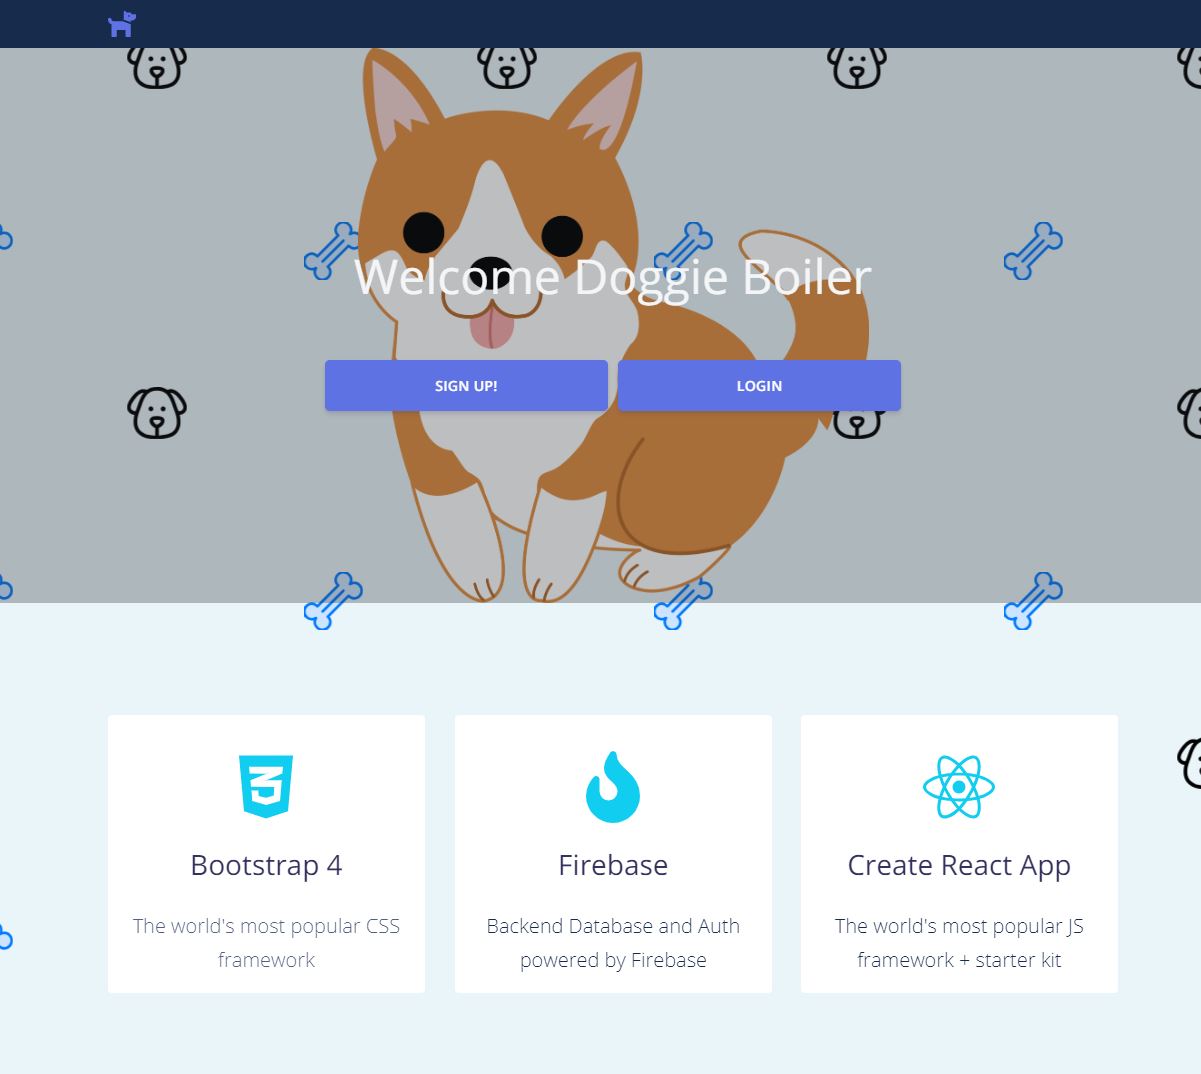 Welcome Doggie Boiler
SIGN UP!
LOGIN
Bootstrap 4
The world's most popular CSS
framework
Firebase
Backend Database and Auth
powered by Firebase
Create React App
The world's most popular JS
framework + starter kit